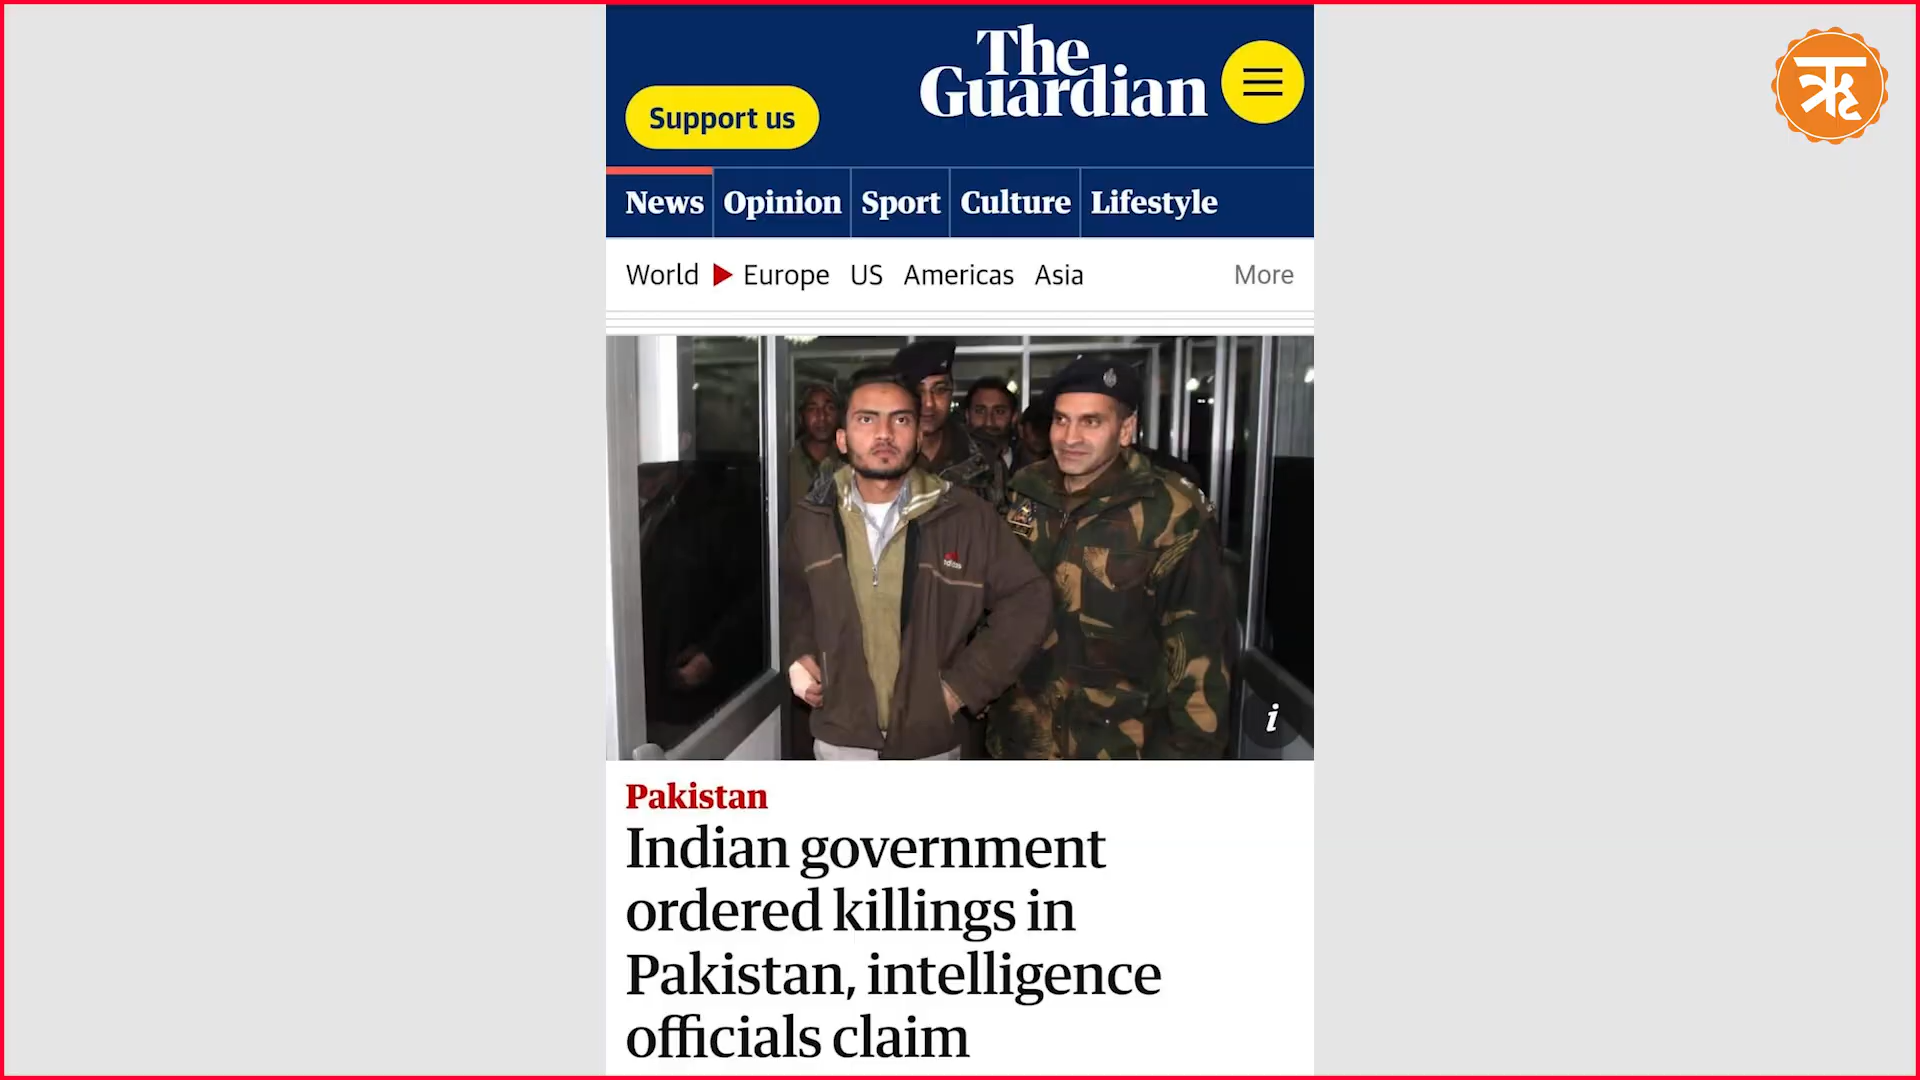 The
Guardian
Support us
News Opinion Sport Culture Lifestyle
World Europe US Americas Asia More
ऋ
adidas
i
Pakistan
Indian government
ordered killings in
Pakistan, intelligence
officials claim